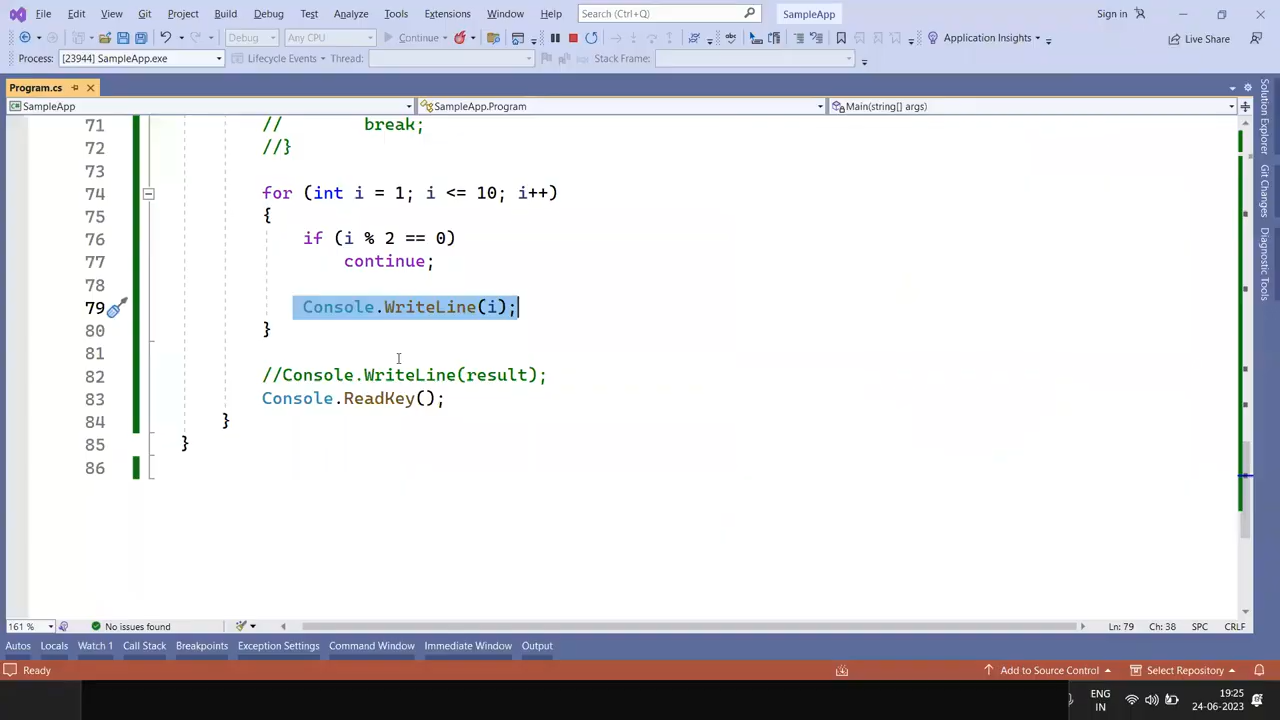 File Edit View Git Project Build Debug Test Analyze Tools Extensions Window Help Search (Ctrl+Q) SampleApp Sign in
Debug Any CPU Continue Application Insights Live Share
Process: [23944] SampleApp.exe Lifecycle Events Thread: Stack Frame:
Program.cs
SampleApp SampleApp.Program Main(string[] args)
71 // break;
72 //}
73
74 for (int i = 1; i <= 10; i++)
75 {
76 if (i % 2 == 0)
77 continue;
78
79 Console.WriteLine(i);
80 }
81
82 //Console.WriteLine(result);
83 Console.ReadKey();
84 }
85 }
86
Solution Explorer
Git Changes
Diagnostic Tools
161 % No issues found Ln: 79 Ch: 38 SPC CRLF
Autos Locals Watch 1 Call Stack Breakpoints Exception Settings Command Window Immediate Window Output
Ready Add to Source Control Select Repository
ENG 19:25
IN 24-06-2023